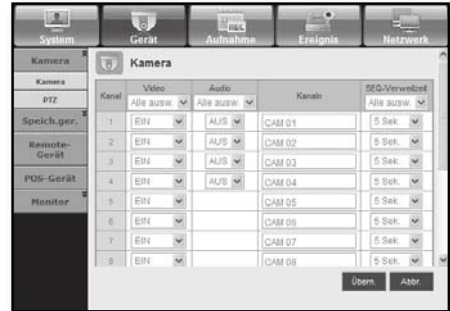 System Gerät Aufnahme Ereignis Netzwerk
Kamera
Kamera
PTZ
Speich.ger.
Remote-
Gerät
POS-Gerät
Monitor
Kamera
Kanal Video Audio Kanaln SEQ-Verweilzeit
Alle ausw. Alle ausw. Alle ausw.
1 EIN AUS CAM 01 5 Sek.
2 EIN AUS CAM 02 5 Sek.
3 EIN AUS CAM 03 5 Sek.
4 EIN AUS CAM 04 5 Sek.
5 EIN CAM 05 5 Sek.
6 EIN CAM 06 5 Sek.
7 EIN CAM 07 5 Sek.
8 EIN CAM 08 5 Sek.
Übern. Abbr.